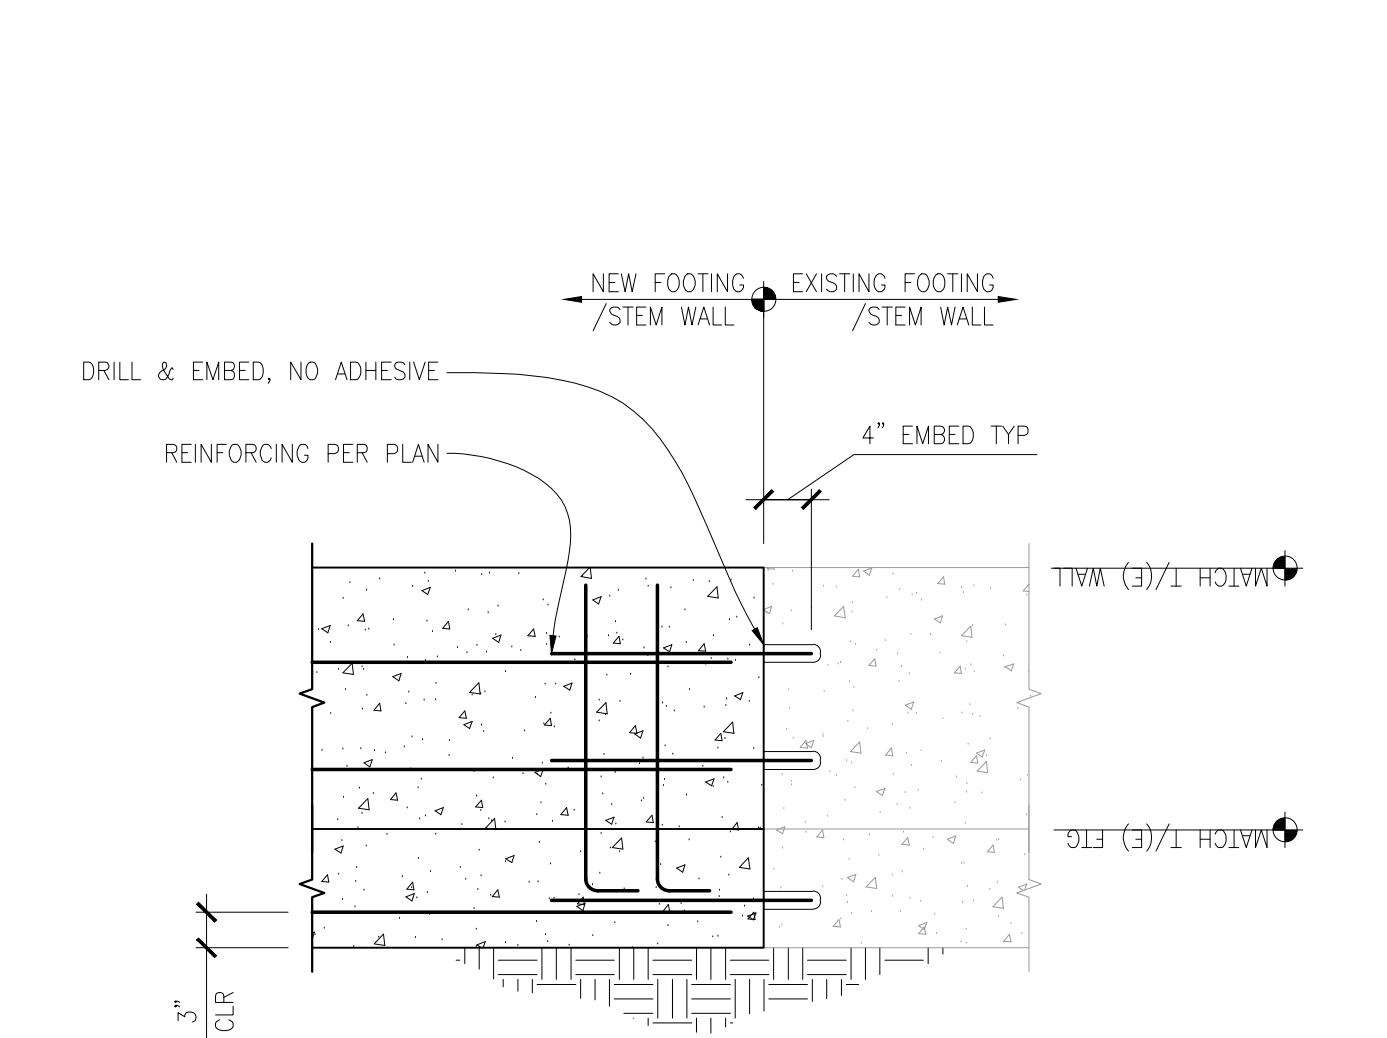 NEW FOOTING
/STEM WALL
EXISTING FOOTING
/STEM WALL
DRILL & EMBED, NO ADHESIVE
4” EMBED TYP
REINFORCING PER PLAN
MATCH T/(E) WALL
MATCH T/(E) FTG
3”
CLR